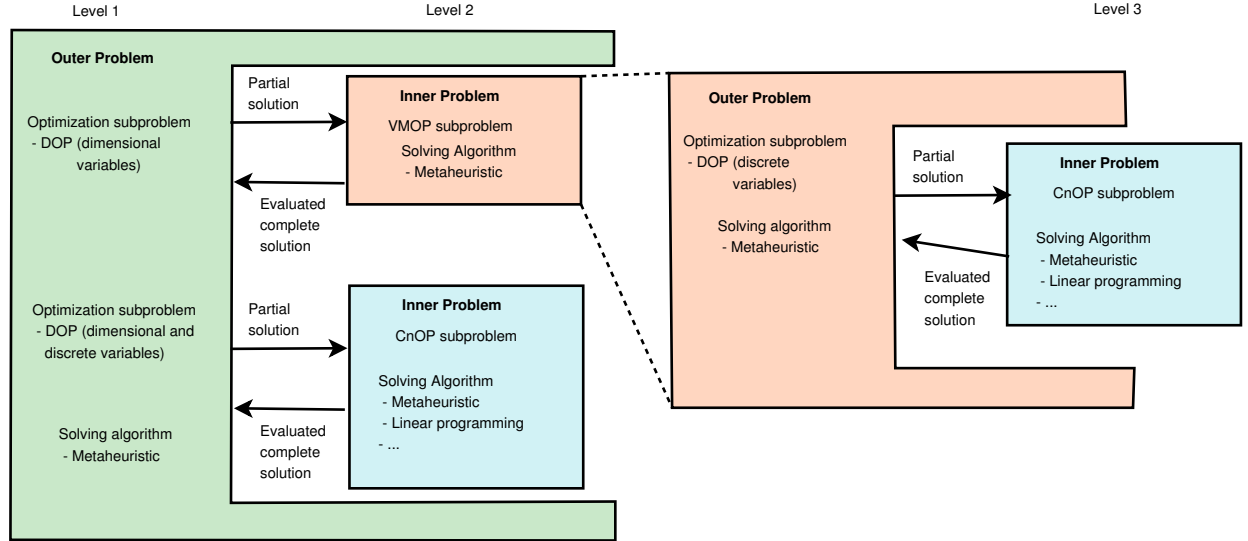 Level 1
Level 2
Level 3
Outer Problem
Optimization subproblem
- DOP (dimensional
variables)
Partial
solution
Inner Problem
VMOP subproblem
Solving Algorithm
- Metaheuristic
Evaluated
complete
solution
Optimization subproblem
- DOP (dimensional and
discrete variables)
Solving algorithm
- Metaheuristic
Partial
solution
Inner Problem
CnOP subproblem
Solving Algorithm
- Metaheuristic
- Linear programming
- ...
Evaluated
complete
solution
Outer Problem
Optimization subproblem
- DOP (discrete
variables)
Solving algorithm
- Metaheuristic
Partial
solution
Inner Problem
CnOP subproblem
Solving Algorithm
- Metaheuristic
- Linear programming
- ...
Evaluated
complete
solution